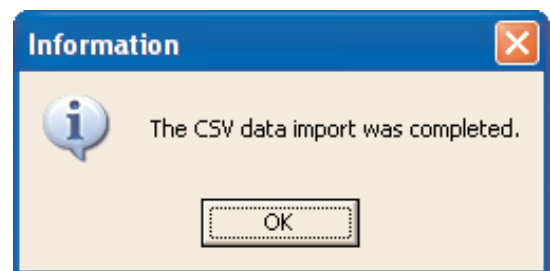 Information
The CSV data import was completed.
OK